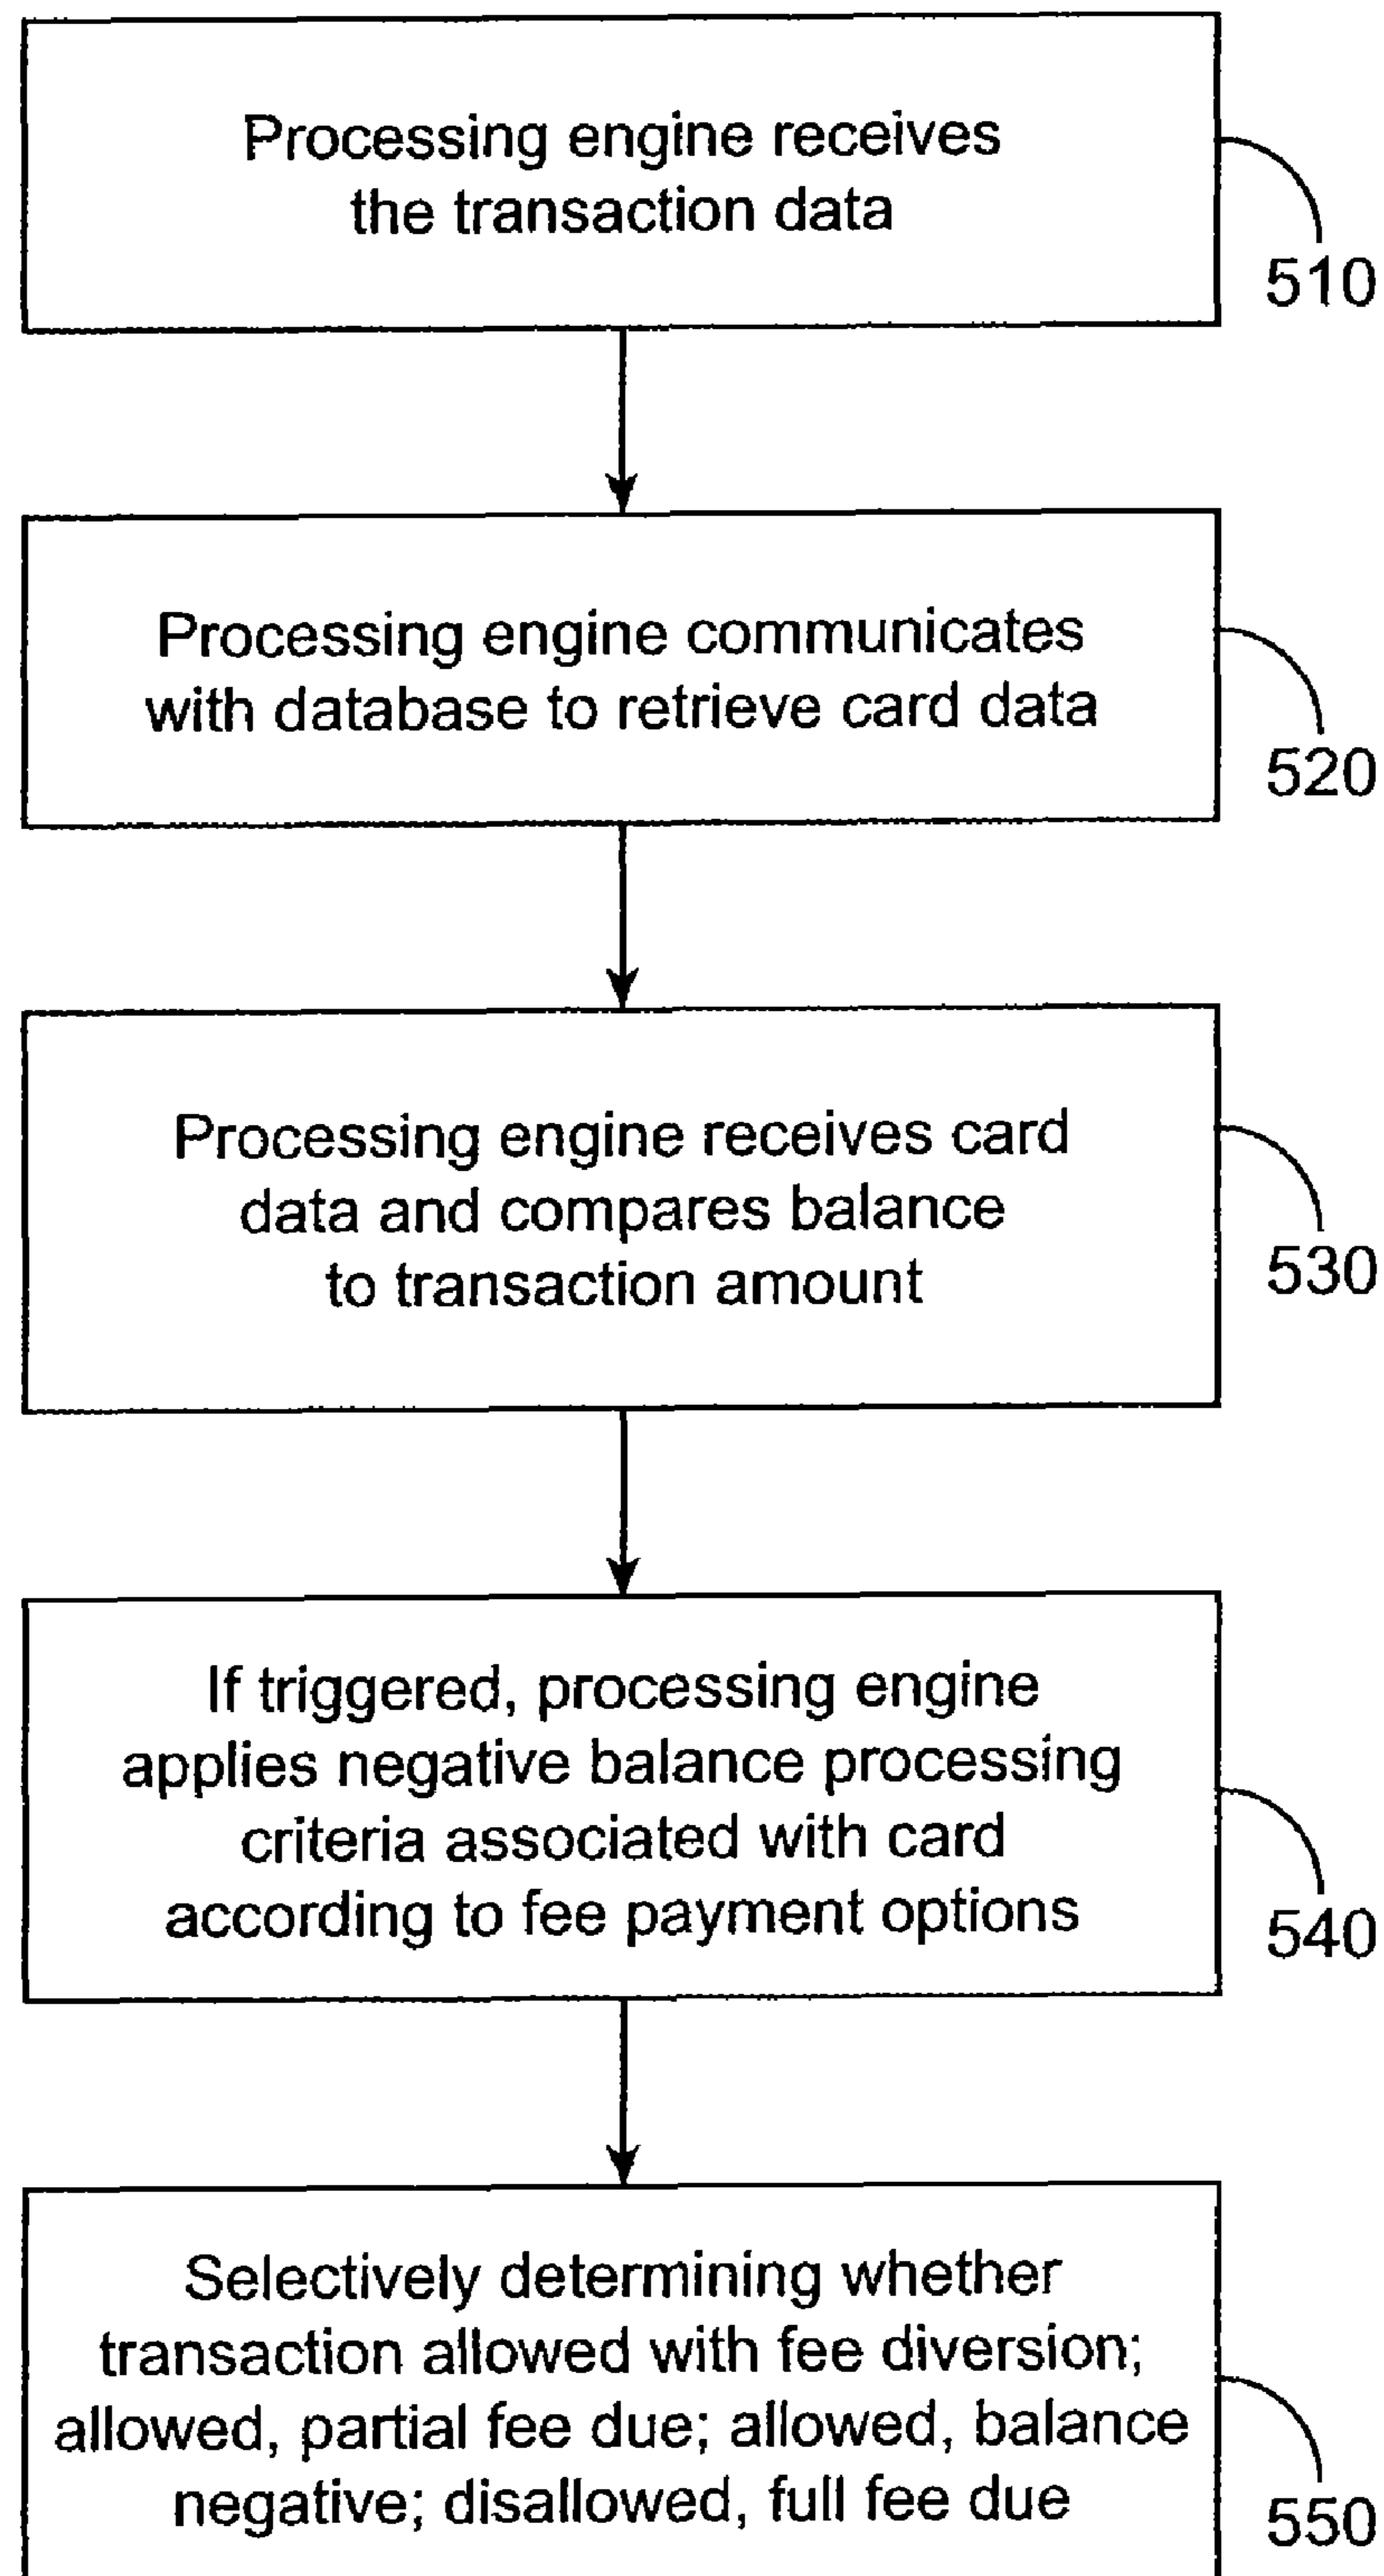 Processing engine receives
the transaction data
510
Processing engine communicates
with database to retrieve card data
520
Processing engine receives card
data and compares balance
to transaction amount
530
If triggered, processing engine
applies negative balance processing
criteria associated with card
according to fee payment options
540
Selectively determining whether
transaction allowed with fee diversion;
allowed, partial fee due; allowed, balance
negative; disallowed, full fee due
550